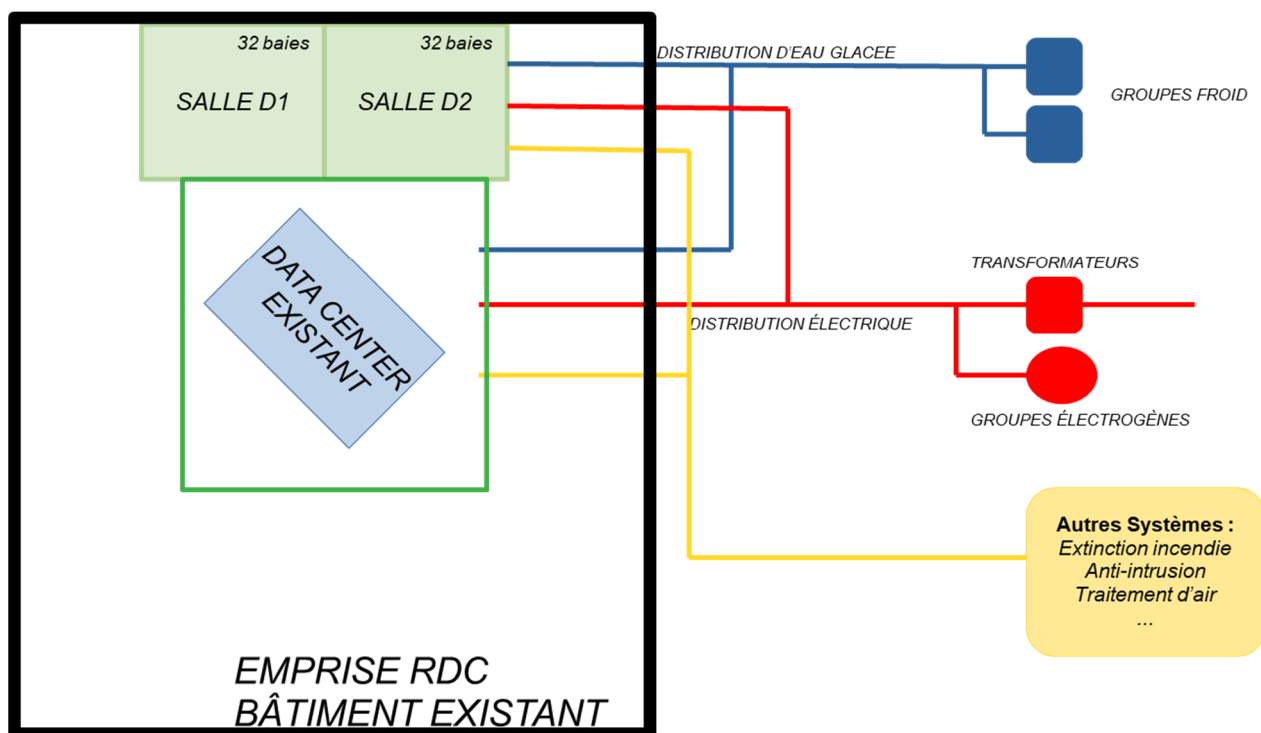 32 baies
32 baies
SALLE D1
SALLE D2
DISTRIBUTION D'EAU GLACEE
GROUPES FROID
DATA CENTER
EXISTANT
TRANSFORMATEURS
DISTRIBUTION ÉLECTRIQUE
GROUPES ÉLECTROGÈNES
Autres Systèmes :
Extinction incendie
Anti-intrusion
Traitement d'air
...
EMPRISE RDC
BÂTIMENT EXISTANT